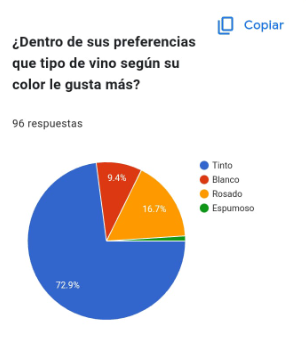 Copiar
¿Dentro de sus preferencias
que tipo de vino según su
color le gusta más?
96 respuestas
Tinto
Blanco
Rosado
Espumoso
9.4%
16.7%
72.9%